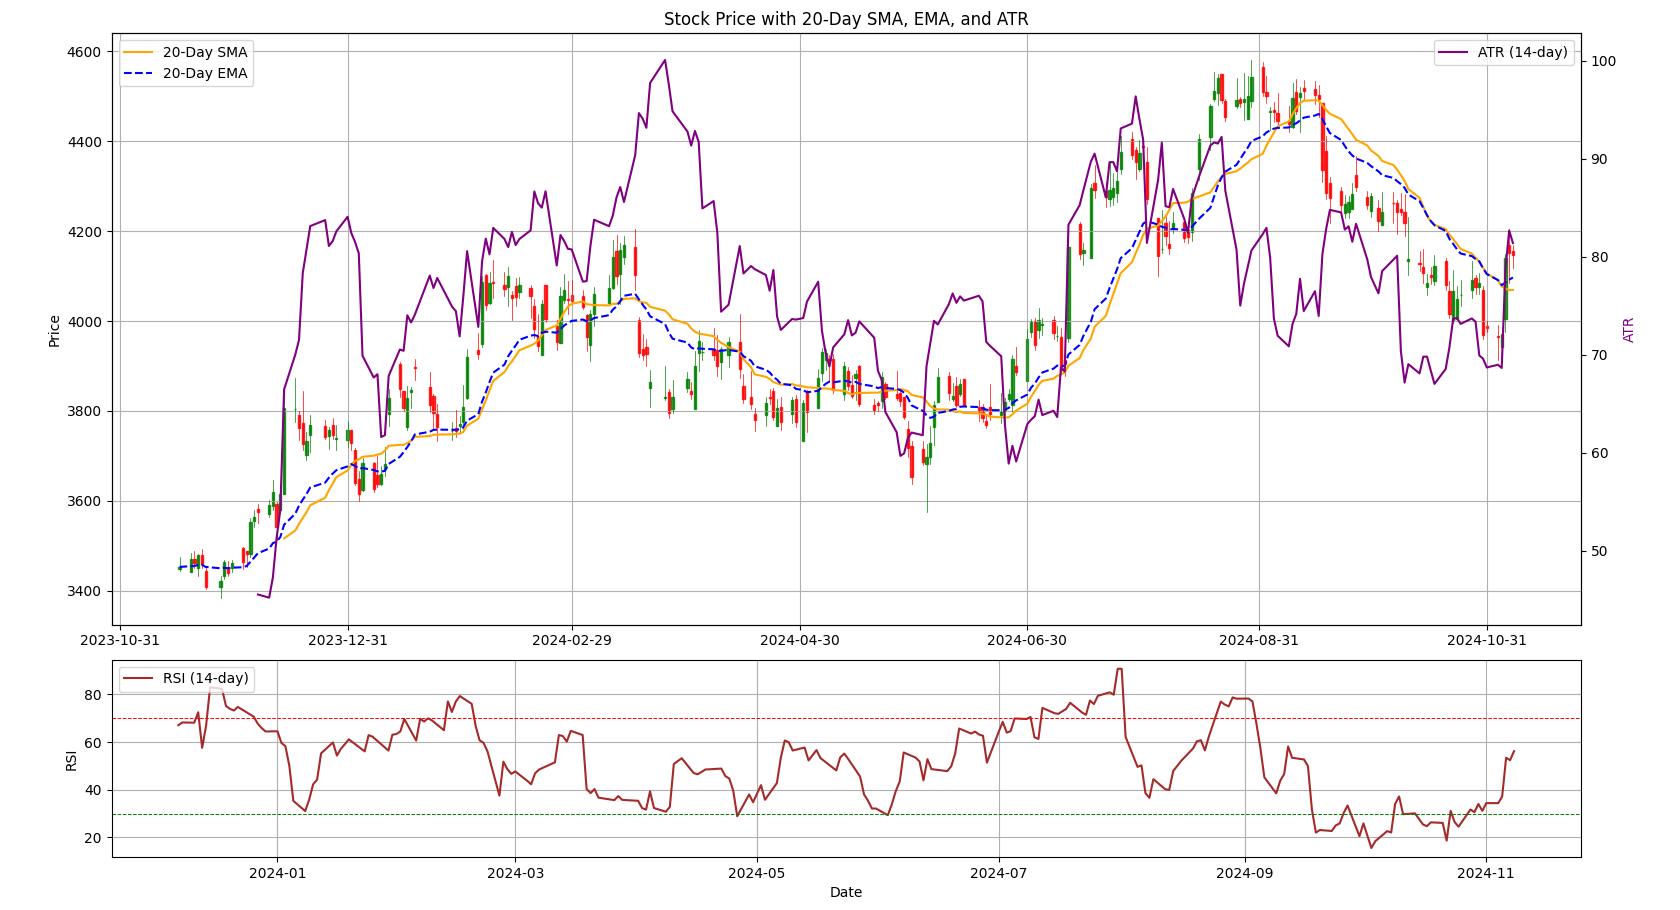 Stock Price with 20-Day SMA, EMA, and ATR
20-Day SMA
20-Day EMA
ATR (14-day)
4600
4400
4200
4000
3800
3600
3400
Price
100
90
80
70
60
50
ATR
2023-10-31 2023-12-31 2024-02-29 2024-04-30 2024-06-30 2024-08-31 2024-10-31
RSI (14-day)
80
60
40
20
RSI
2024-01 2024-03 2024-05 2024-07 2024-09 2024-11
Date